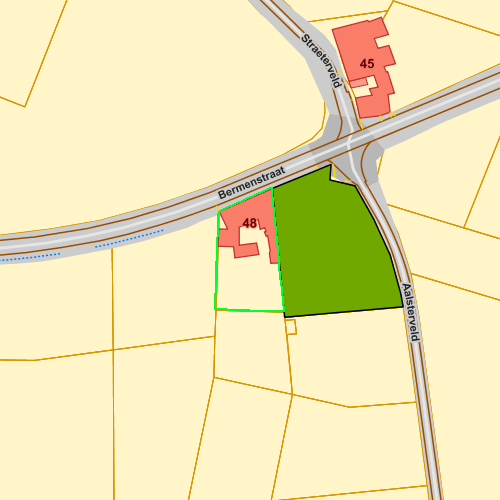 Straeterveld
45
Bermenstraat
48
Aalsterveld